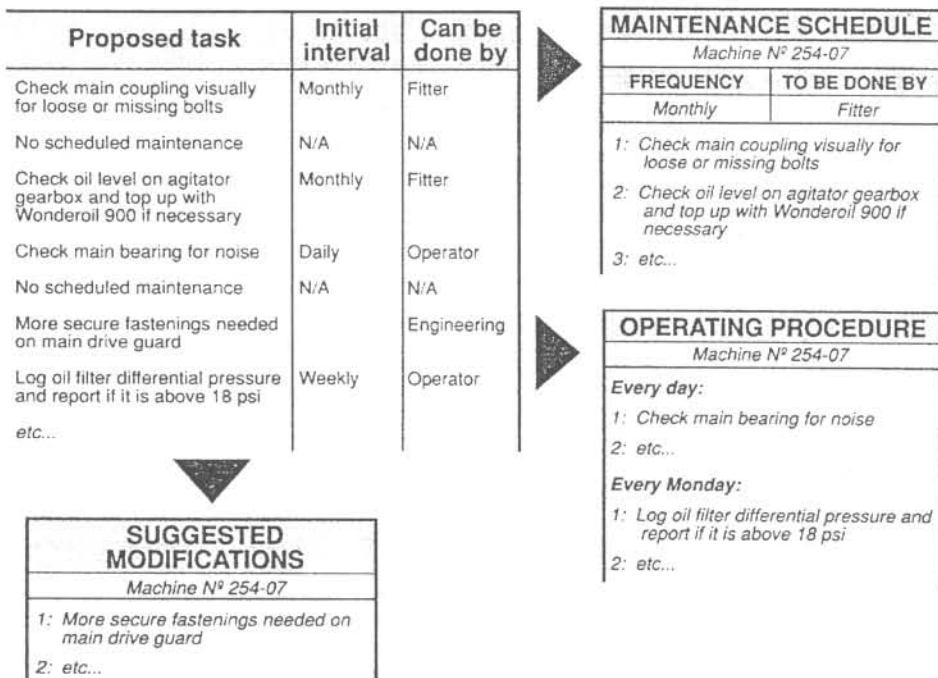 Proposed task
Initial interval
Can be done by
Check main coupling visually for loose or missing bolts
Monthly
Fitter
No scheduled maintenance
N/A
N/A
Check oil level on agitator gearbox and top up with Wonderoil 900 if necessary
Monthly
Fitter
Check main bearing for noise
Daily
Operator
No scheduled maintenance
N/A
N/A
More secure fastenings needed on main drive guard
Engineering
Log oil filter differential pressure and report if it is above 18 psi
Weekly
Operator
etc...
MAINTENANCE SCHEDULE
Machine Nº 254-07
FREQUENCY
TO BE DONE BY
Monthly
Fitter
1: Check main coupling visually for
loose or missing bolts
2: Check oil level on agitator gearbox
and top up with Wonderoil 900 if
necessary
3: etc...
OPERATING PROCEDURE
Machine Nº 254-07
Every day:
1: Check main bearing for noise
2: etc...
Every Monday:
1: Log oil filter differential pressure and
report if it is above 18 psi
2: etc...
SUGGESTED
MODIFICATIONS
Machine Nº 254-07
1: More secure fastenings needed on
main drive guard
2: etc...